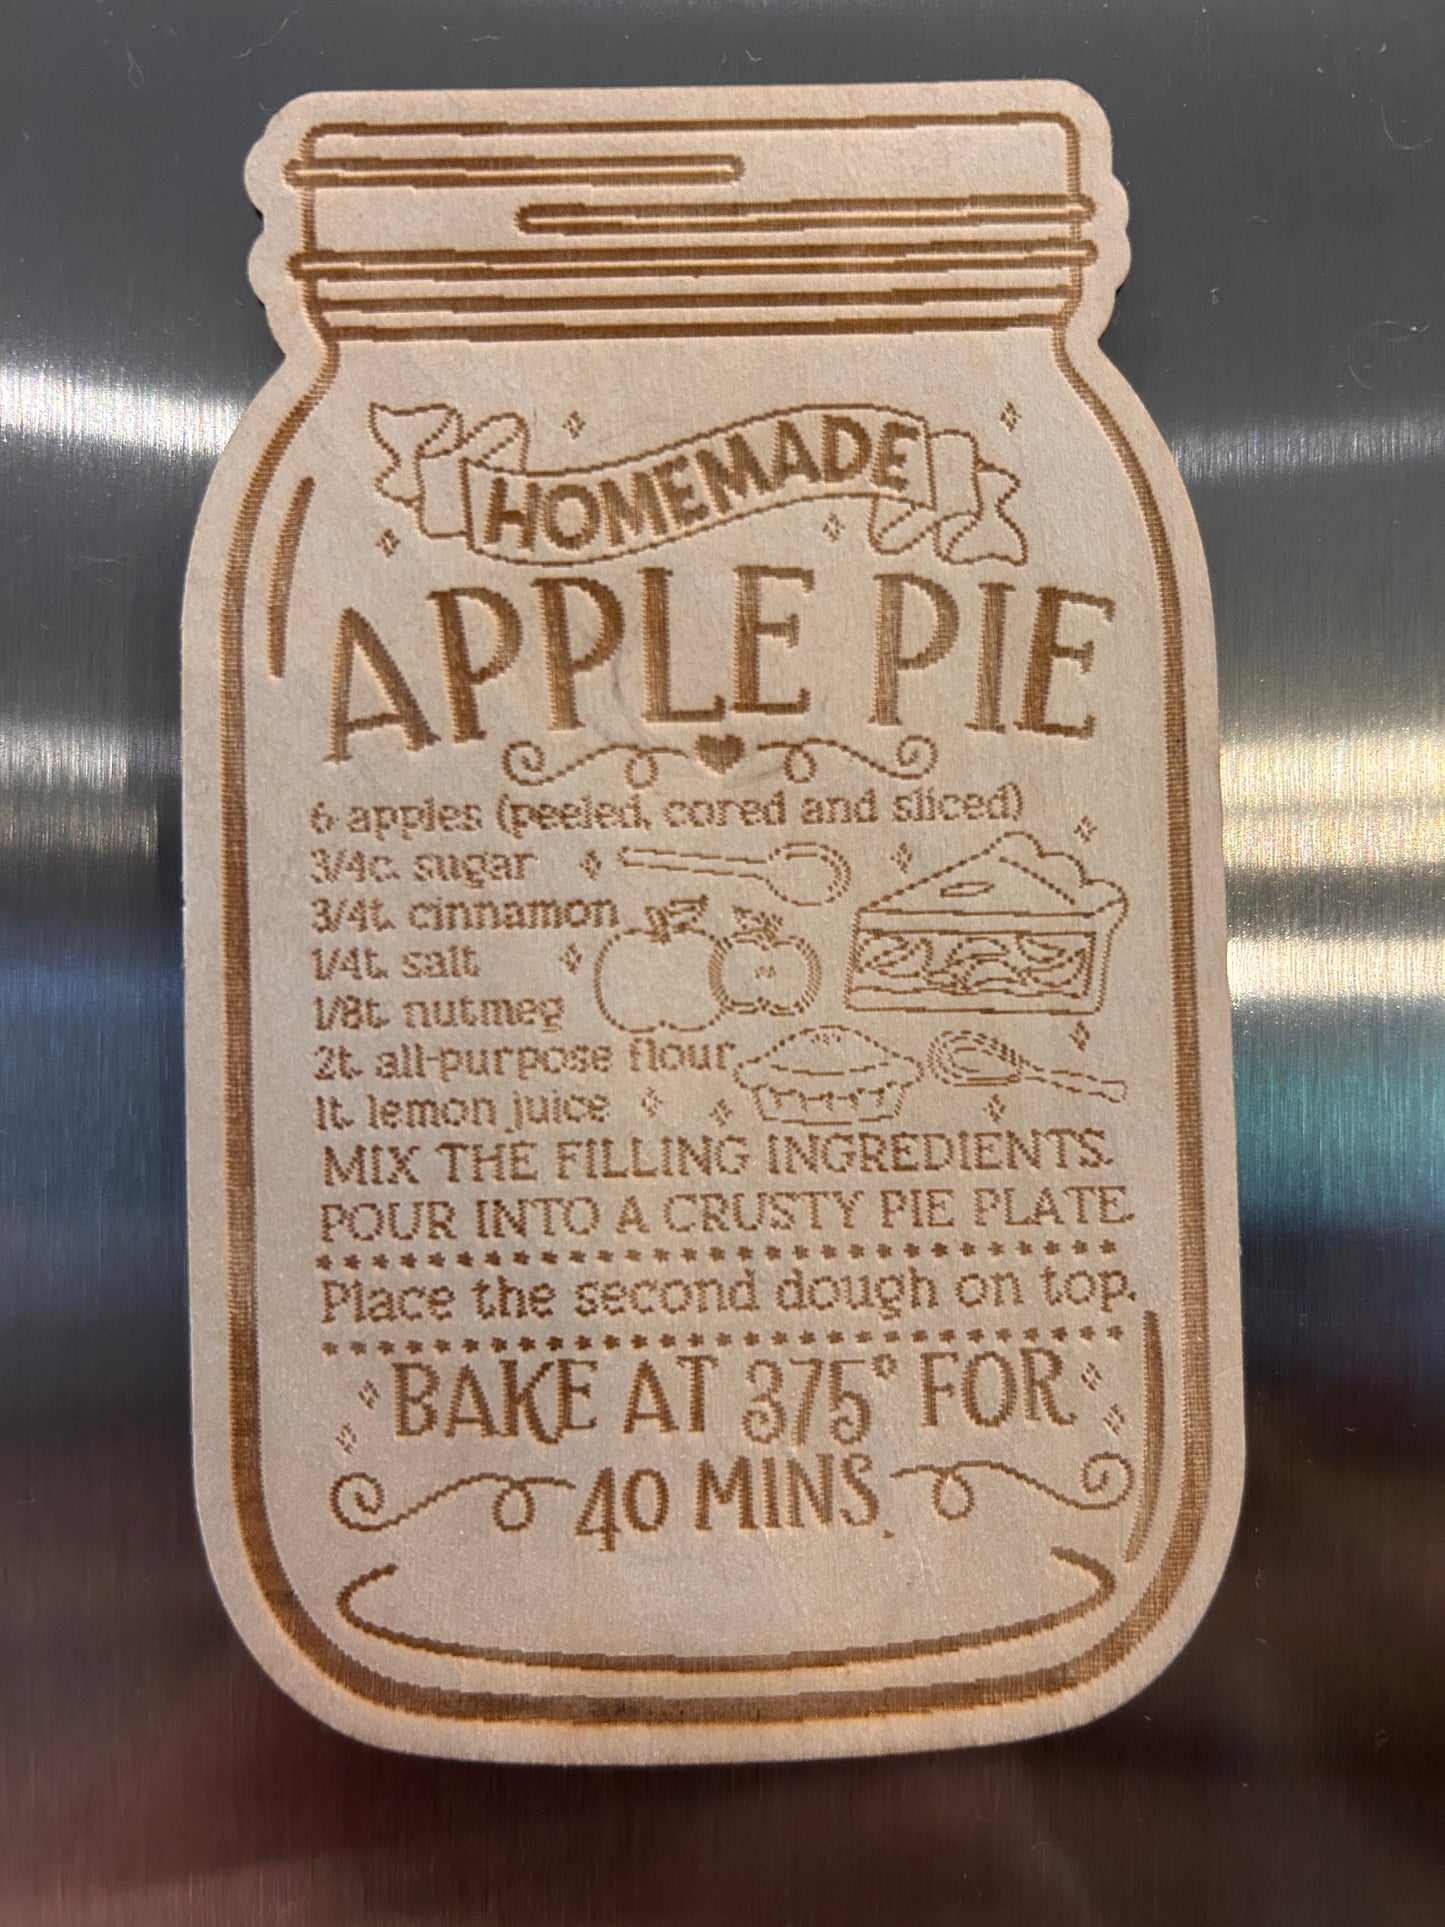 HOMEMADE
APPLE PIE
6 apples (peeled, cored and sliced)
3/4c. sugar
3/4t. cinnamon
1/4t. salt
1/8t. nutmeg
2t. all-purpose flour
1t. lemon juice
MIX THE FILLING INGREDIENTS.
POUR INTO A CRUSTY PIE PLATE.
Place the second dough on top.
BAKE AT 375° FOR
40 MINS.